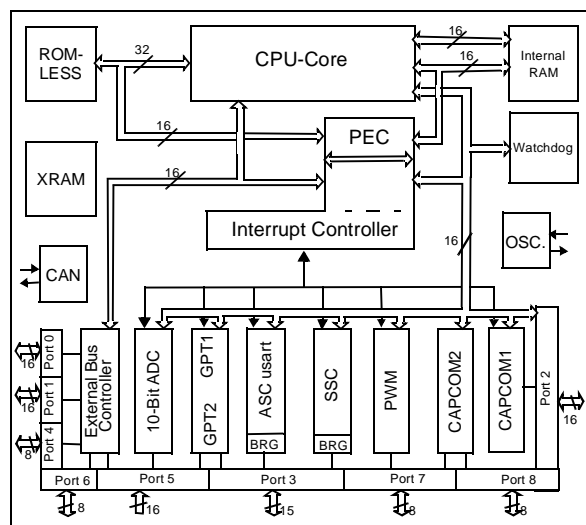 ROM-
LESS
32
CPU-Core
16
16
Internal
RAM
16
PEC
Watchdog
XRAM
16
Interrupt Controller
16
OSC.
CAN
Port 0
16
Port 1
16
Port 4
8
External Bus
Controller
10-Bit ADC
GPT1
GPT2
ASC usart
BRG
SSC
BRG
PWM
CAPCOM2
CAPCOM1
Port 2
16
Port 6
Port 5
Port 3
Port 7
Port 8
8
16
15
8
8